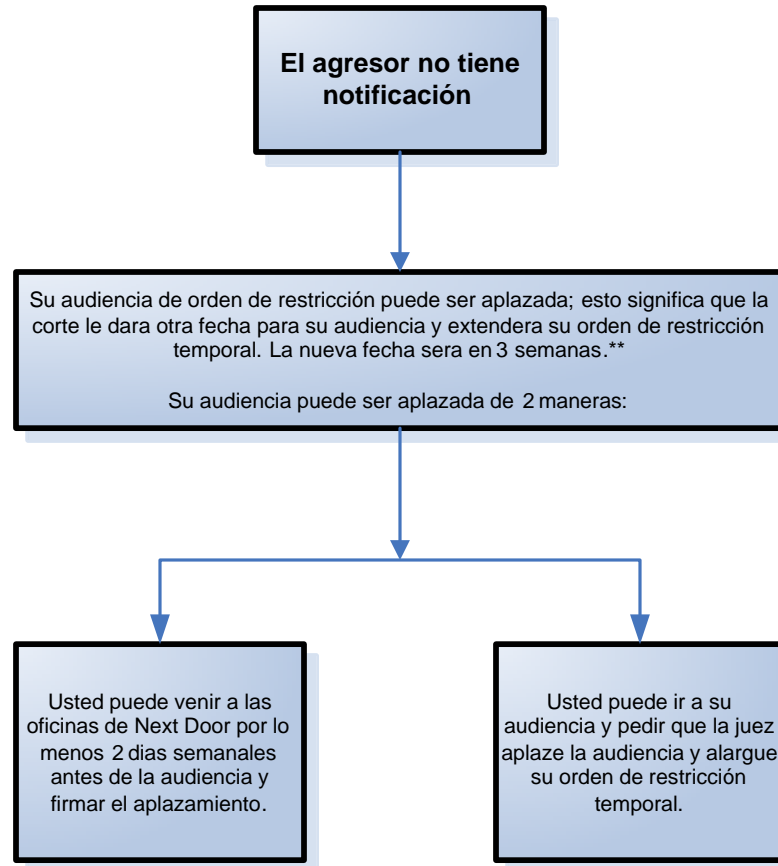 El agresor no tiene
notificación
Su audiencia de orden de restricción puede ser aplazada; esto significa que la
corte le dara otra fecha para su audiencia y extendera su orden de restricción
temporal. La nueva fecha sera en 3 semanas.**
Su audiencia puede ser aplazada de 2 maneras:
Usted puede venir a las
oficinas de Next Door por lo
menos 2 dias semanales
antes de la audiencia y
firmar el aplazamiento.
Usted puede ir a su
audiencia y pedir que la juez
aplaze la audiencia y alargue
su orden de restricción
temporal.